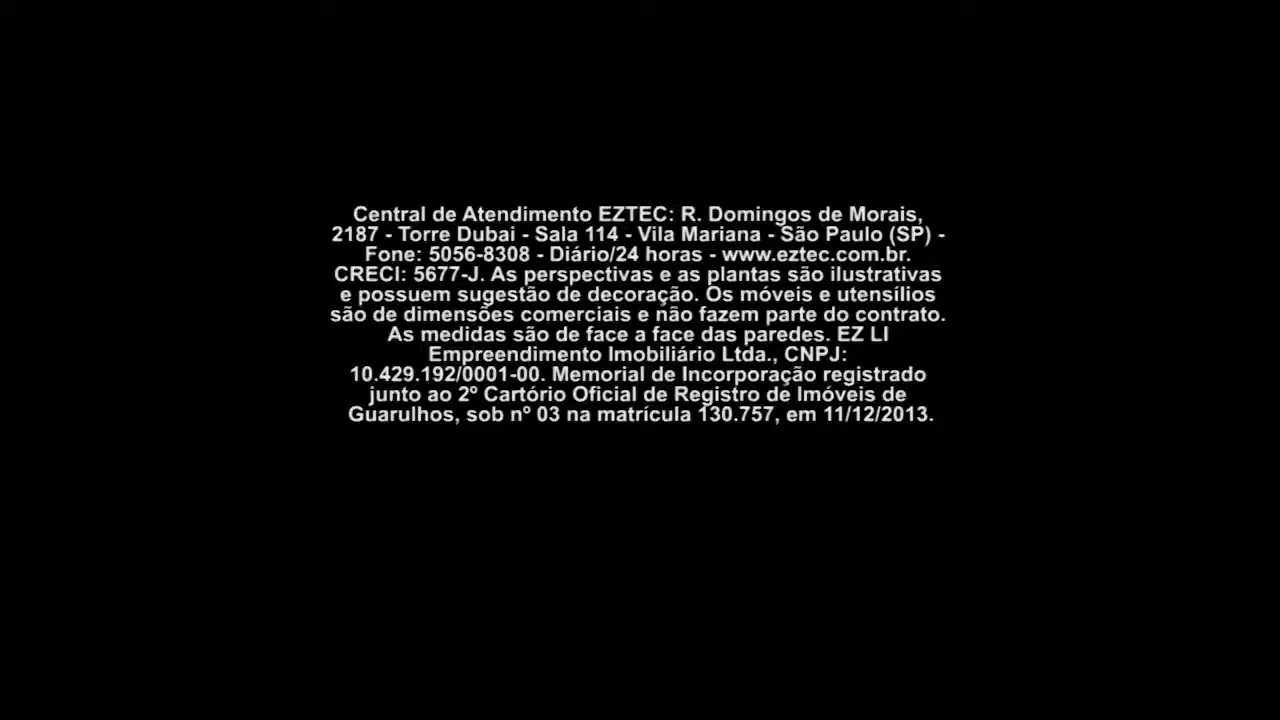 Central de Atendimento EZTEC: R. Domingos de Morais,
2187 - Torre Dubai - Sala 114 - Vila Mariana - São Paulo (SP) -
Fone: 5056-8308 - Diário/24 horas - www.eztec.com.br.
CRECI: 5677-J. As perspectivas e as plantas são ilustrativas
e possuem sugestão de decoração. Os móveis e utensílios
são de dimensões comerciais e não fazem parte do contrato.
As medidas são de face a face das paredes. EZ LI
Empreendimento Imobiliário Ltda., CNPJ:
10.429.192/0001-00. Memorial de Incorporação registrado
junto ao 2º Cartório Oficial de Registro de Imóveis de
Guarulhos, sob nº 03 na matrícula 130.757, em 11/12/2013.